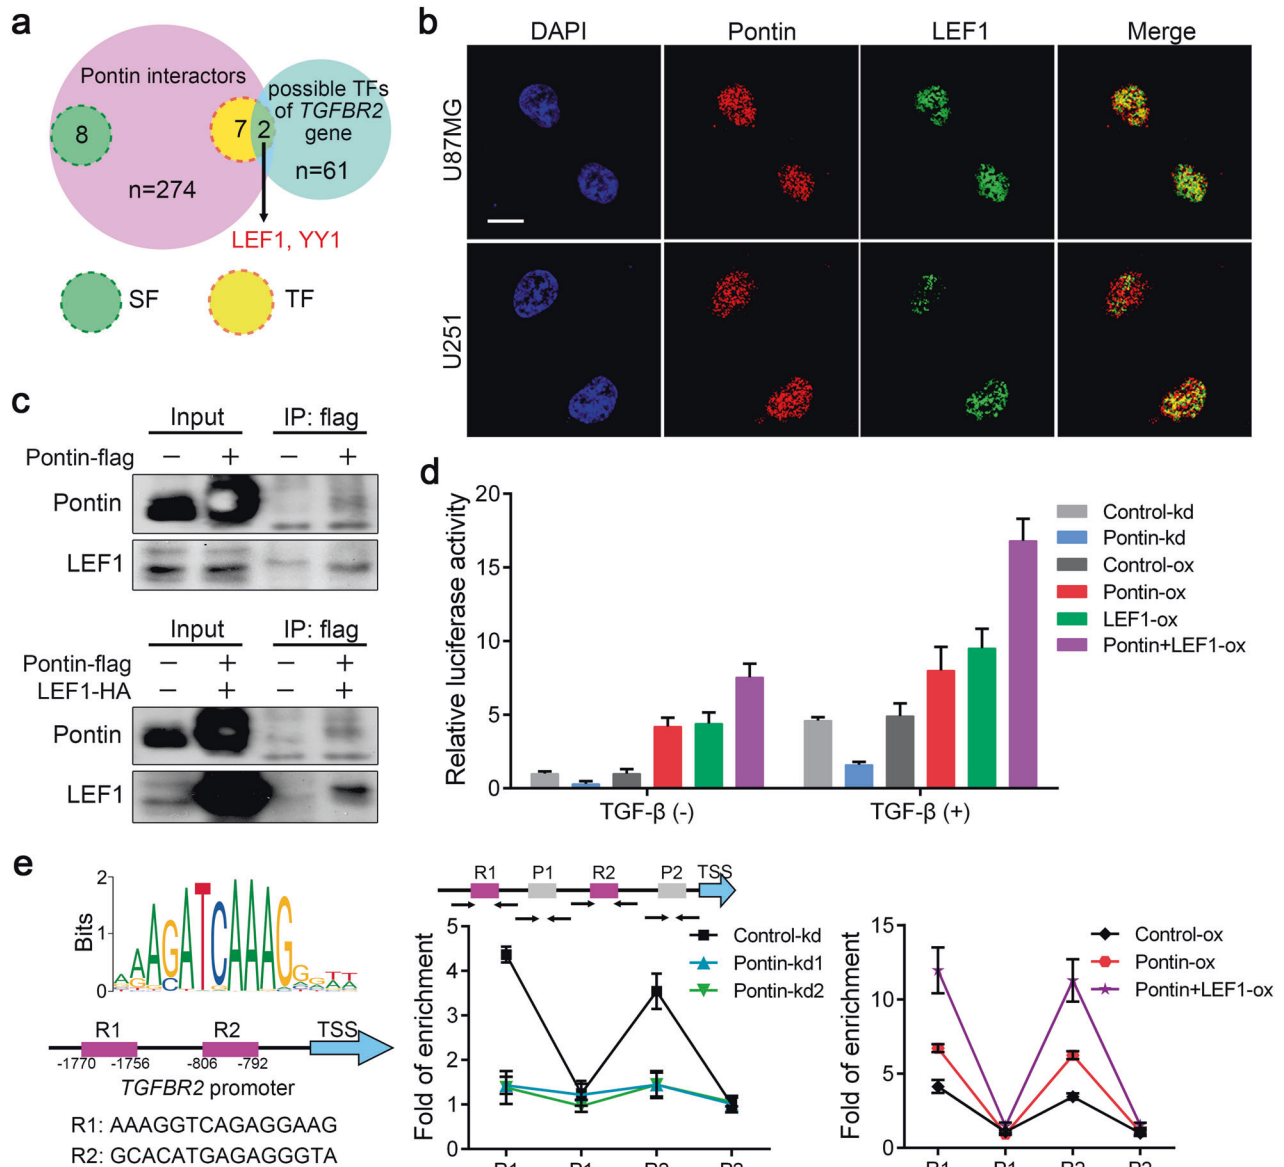 a
Pontin interactors
possible TFs
of TGFBR2
gene
8
7
2
n=61
n=274
LEF1, YY1
SF
TF
b
DAPI
Pontin
LEF1
Merge
U87MG
U251
c
Input
IP: flag
Pontin-flag
− + − +
Pontin
LEF1
Input
IP: flag
Pontin-flag
− + − +
LEF1-HA
− + − +
Pontin
LEF1
d
Relative luciferase activity
20
15
10
5
0
TGF-β (-)
TGF-β (+)
Control-kd
Pontin-kd
Control-ox
Pontin-ox
LEF1-ox
Pontin+LEF1-ox
e
Bits
2
1
0
AGATCAAAG
R1
R2
TSS
-1770
-1756
-806
-792
TGFBR2 promoter
R1: AAAGGTCAGAGGAAG
R2: GCACATGAGAGGGTA
R1
P1
R2
P2
TSS
Fold of enrichment
5
4
3
2
1
0
Control-kd
Pontin-kd1
Pontin-kd2
Fold of enrichment
15
10
5
0
Control-ox
Pontin-ox
Pontin+LEF1-ox